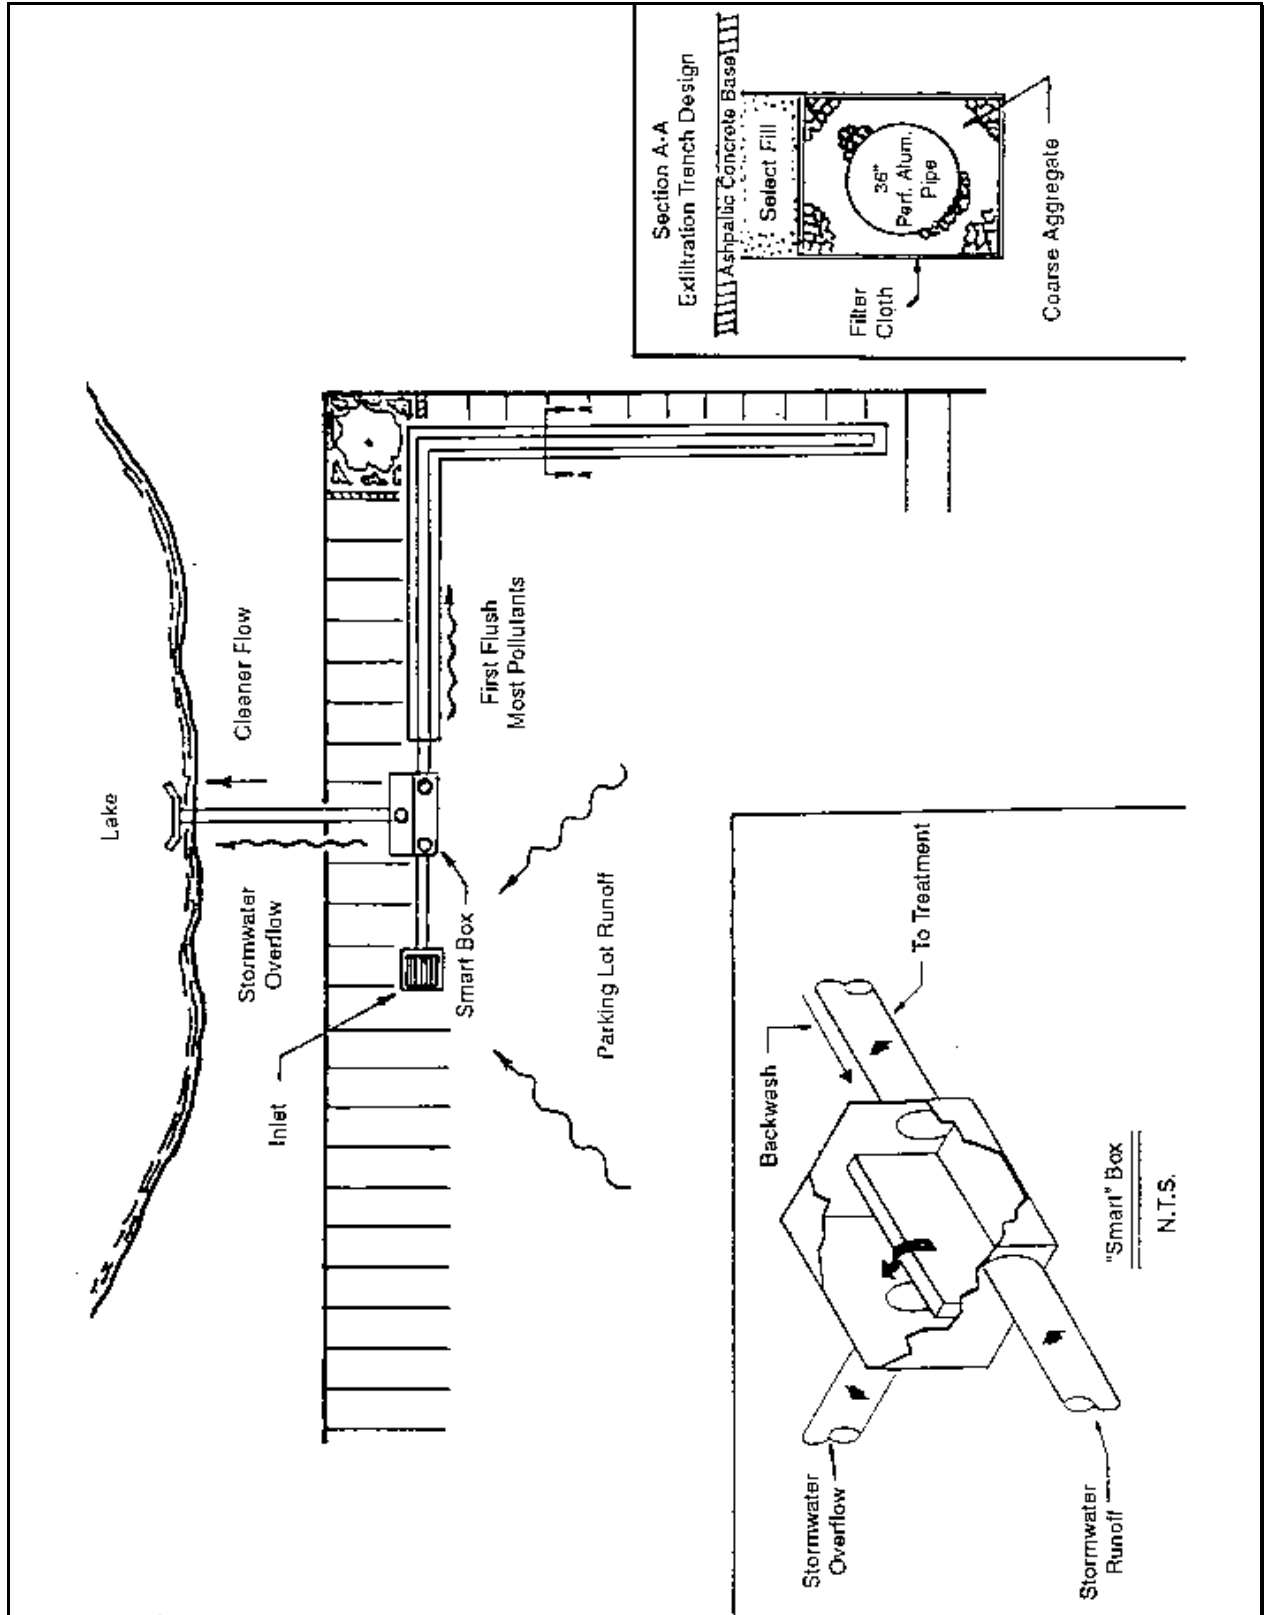 Lake
Stormwater
Overflow
Cleaner Flow
Inlet
Smart Box
First Flush
Most Pollutants
Parking Lot Runoff
Section A-A
Exfiltration Trench Design
Ashpaltic Concrete Base
Select Fill
36"
Perf. Alum.
Pipe
Filter
Cloth
Coarse Aggregate
Backwash
To Treatment
Stormwater
Overflow
Stormwater
Runoff
"Smart" Box
N.T.S.